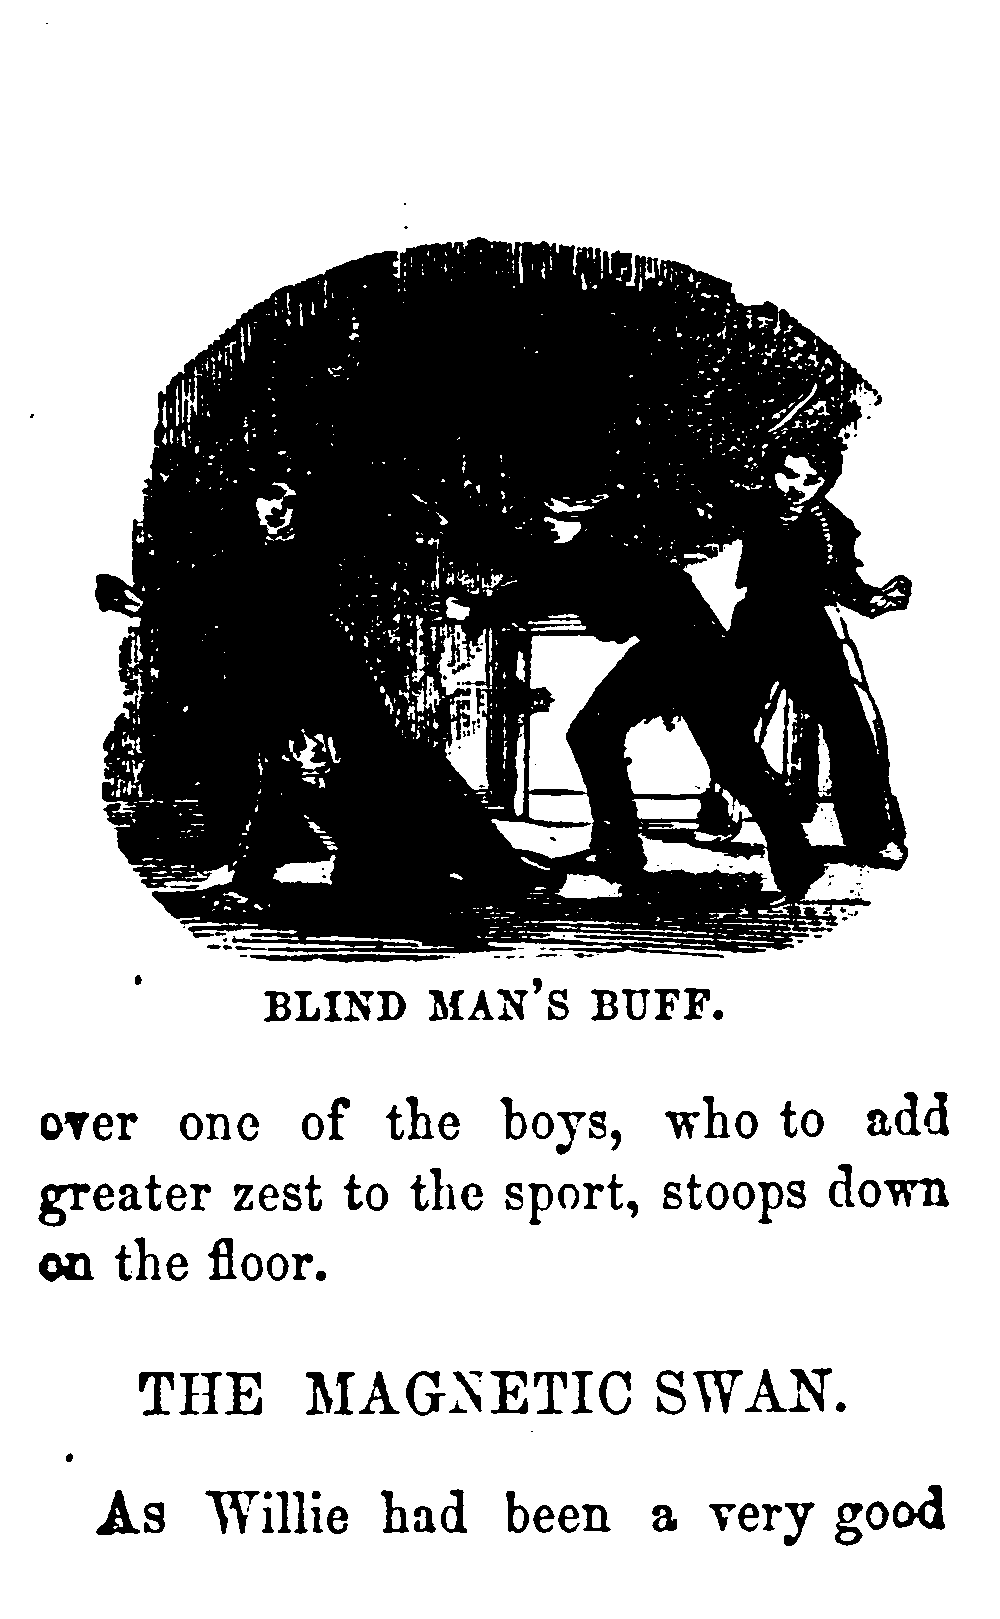 BLIND MAN'S BUFF.
over one of the boys, who to add
greater zest to the sport, stoops down
on the floor.
THE MAGNETIC SWAN.
As Willie had been a very good